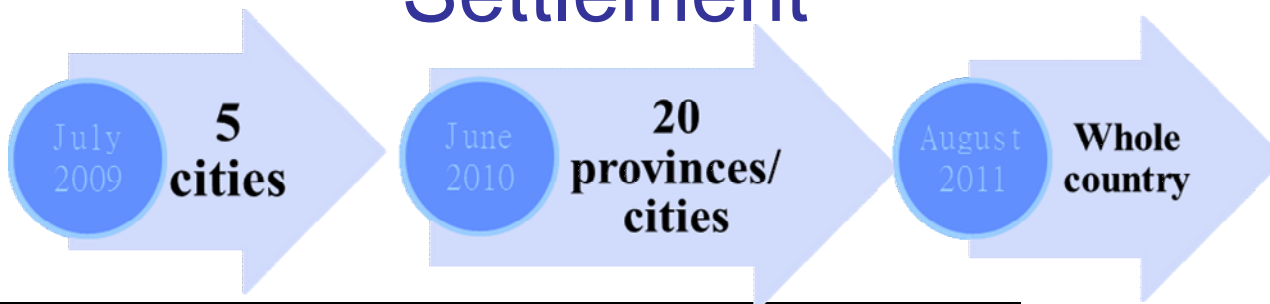 Settlement
July
2009
5
cities
June
2010
20
provinces/
cities
August
2011
Whole
country